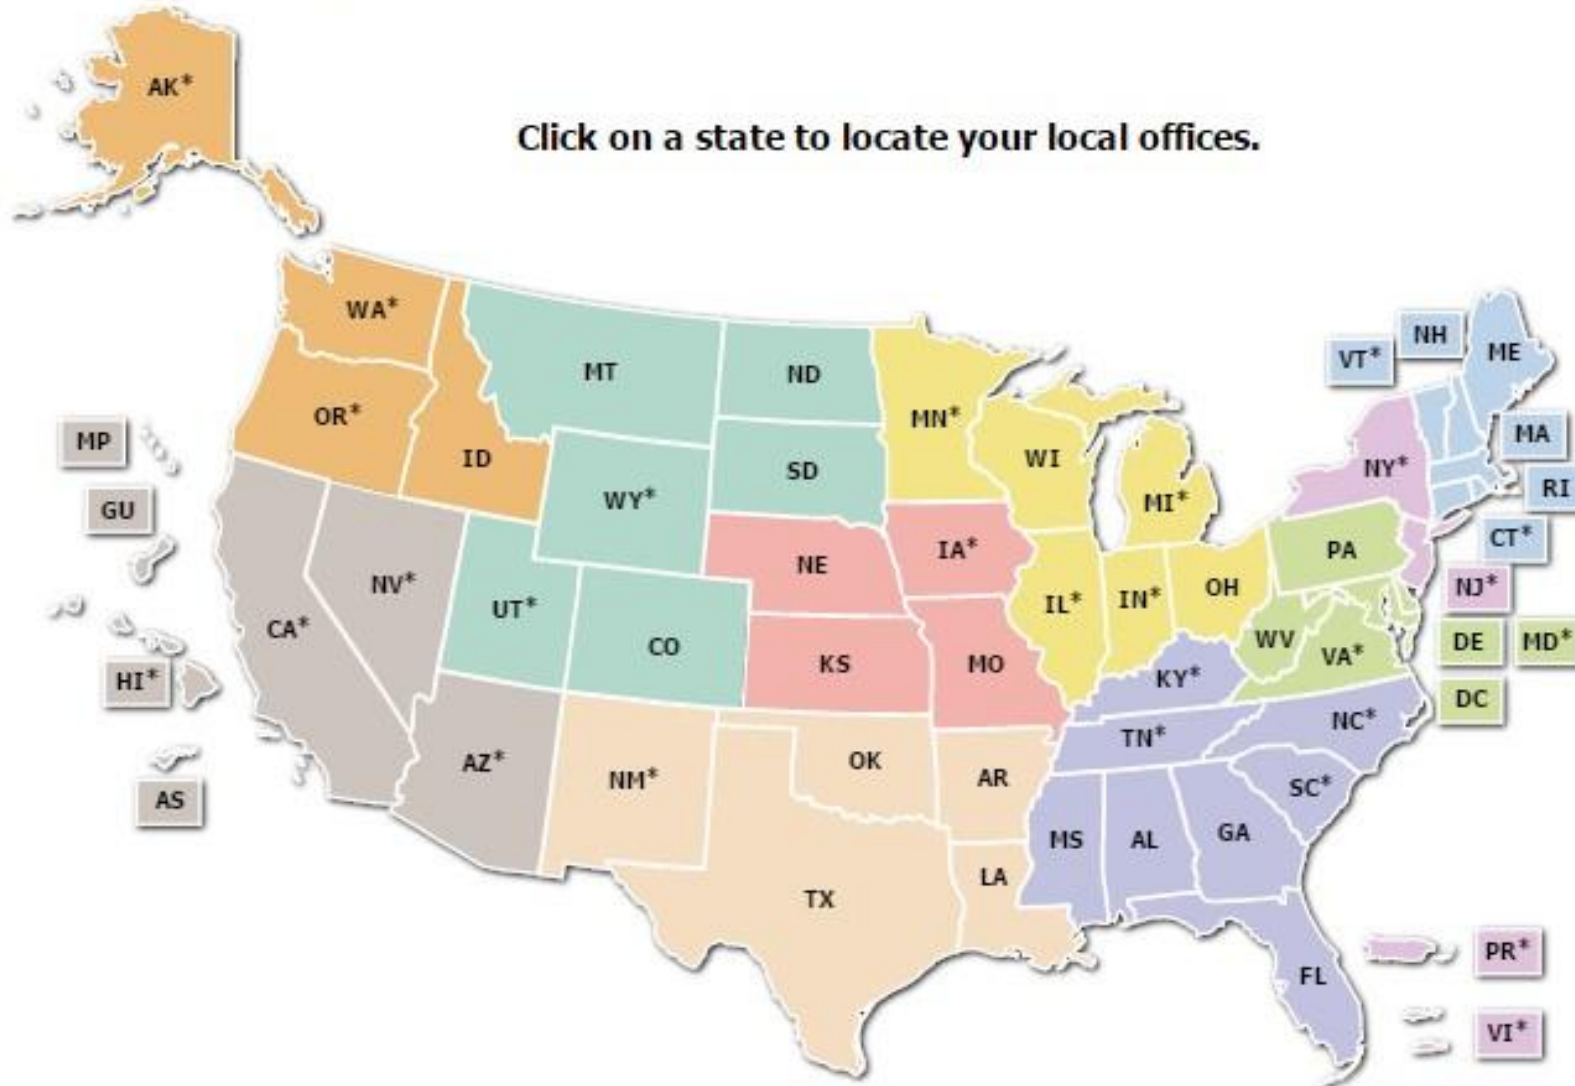 AK*
Click on a state to locate your local offices.
WA*
MT
ND
MN*
VT*
NH
ME
OR*
ID
MP
SD
WI
MI*
NY*
MA
RI
GU
WY*
NE
IA*
PA
CT*
NV*
UT*
CO
IL*
IN*
OH
NJ*
CA*
KS
MO
WV
VA*
DE
MD*
HI*
KY*
DC
AZ*
NM*
OK
AR
TN*
NC*
SC*
AS
MS
AL
GA
LA
TX
FL
PR*
VI*